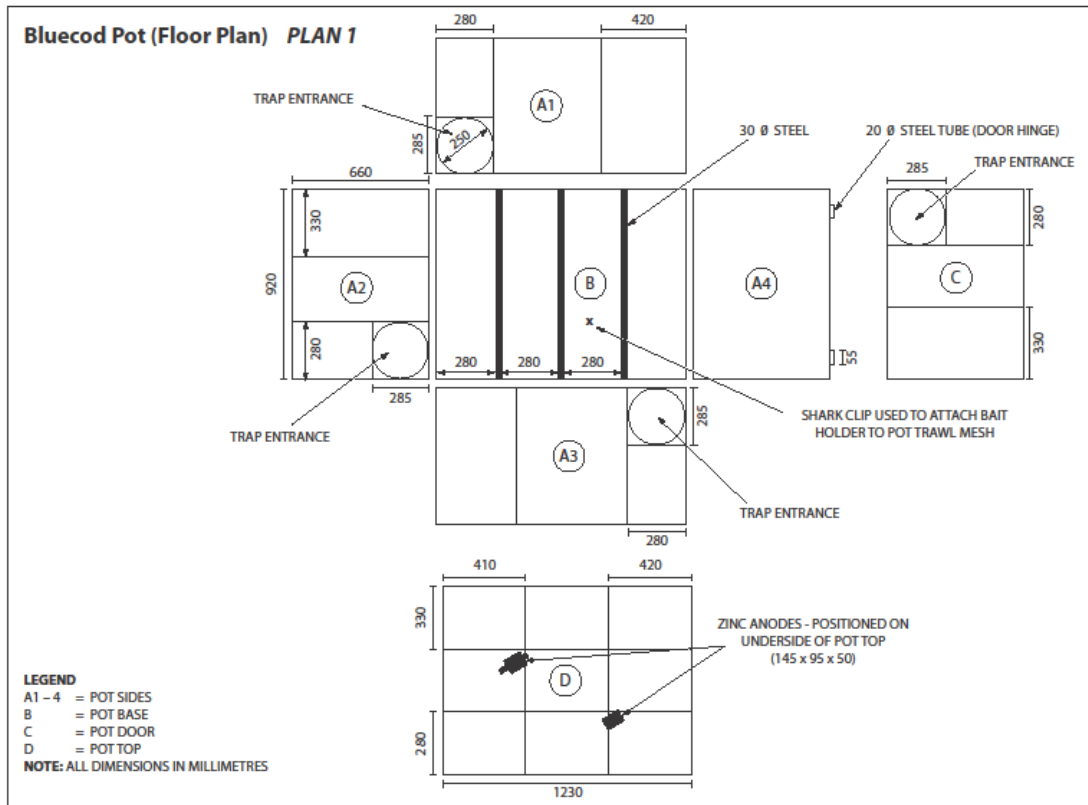 Bluecod Pot (Floor Plan) PLAN 1
280
420
TRAP ENTRANCE
A1
250
285
30 Ø STEEL
20 Ø STEEL TUBE (DOOR HINGE)
TRAP ENTRANCE
660
285
330
280
920
A2
B
A4
C
x
280
280
280
280
55
330
285
TRAP ENTRANCE
SHARK CLIP USED TO ATTACH BAIT
HOLDER TO POT TRAWL MESH
285
A3
TRAP ENTRANCE
280
410
420
330
ZINC ANODES - POSITIONED ON
UNDERSIDE OF POT TOP
(145 x 95 x 50)
D
280
1230
LEGEND
A1 – 4 = POT SIDES
B = POT BASE
C = POT DOOR
D = POT TOP
NOTE: ALL DIMENSIONS IN MILLIMETRES